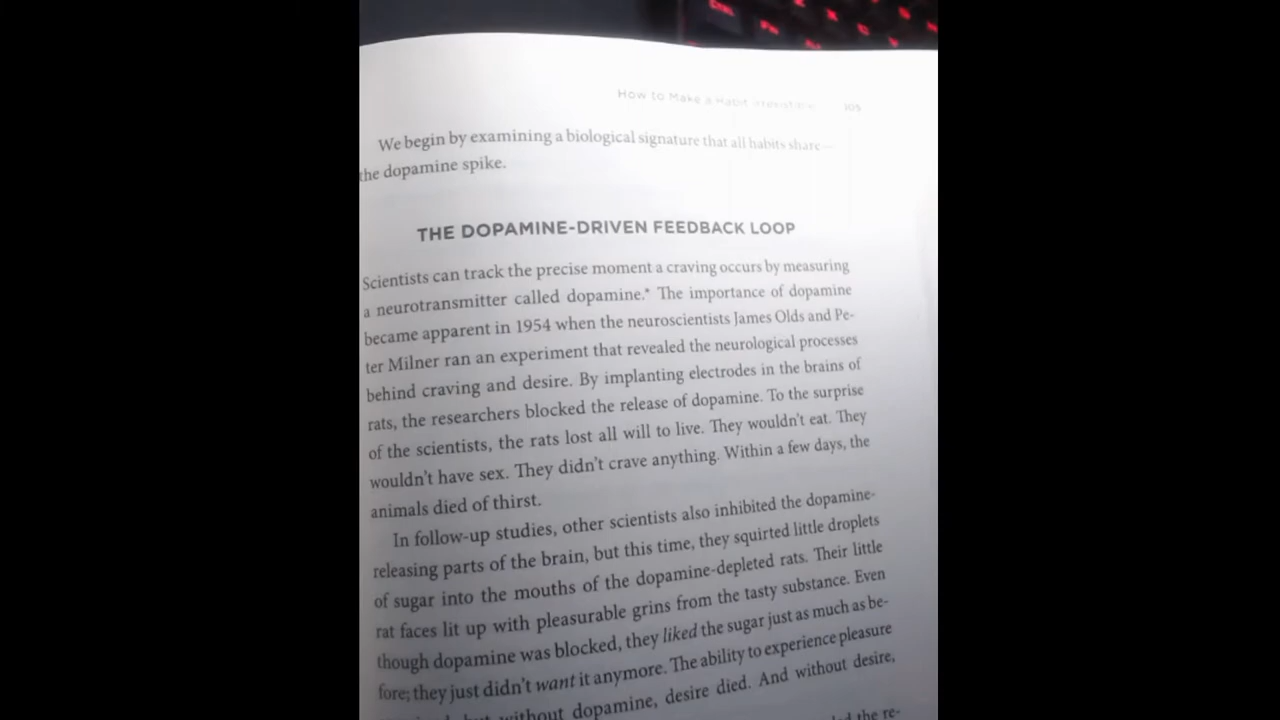 How to Make a Habit Irresistible 105
We begin by examining a biological signature that all habits share—
the dopamine spike.
THE DOPAMINE-DRIVEN FEEDBACK LOOP
Scientists can track the precise moment a craving occurs by measuring
a neurotransmitter called dopamine.* The importance of dopamine
became apparent in 1954 when the neuroscientists James Olds and Pe-
ter Milner ran an experiment that revealed the neurological processes
behind craving and desire. By implanting electrodes in the brains of
rats, the researchers blocked the release of dopamine. To the surprise
of the scientists, the rats lost all will to live. They wouldn't eat. They
wouldn't have sex. They didn't crave anything. Within a few days, the
animals died of thirst.
In follow-up studies, other scientists also inhibited the dopamine-
releasing parts of the brain, but this time, they squirted little droplets
of sugar into the mouths of the dopamine-depleted rats. Their little
rat faces lit up with pleasurable grins from the tasty substance. Even
though dopamine was blocked, they liked the sugar just as much as be-
fore; they just didn't want it anymore. The ability to experience pleasure
but without dopamine, desire died. And without desire,
the re-